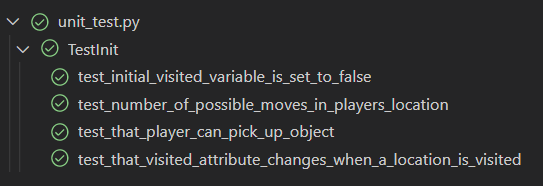 unit_test.py
TestInit
test_initial_visited_variable_is_set_to_false
test_number_of_possible_moves_in_players_location
test_that_player_can_pick_up_object
test_that_visited_attribute_changes_when_a_location_is_visited